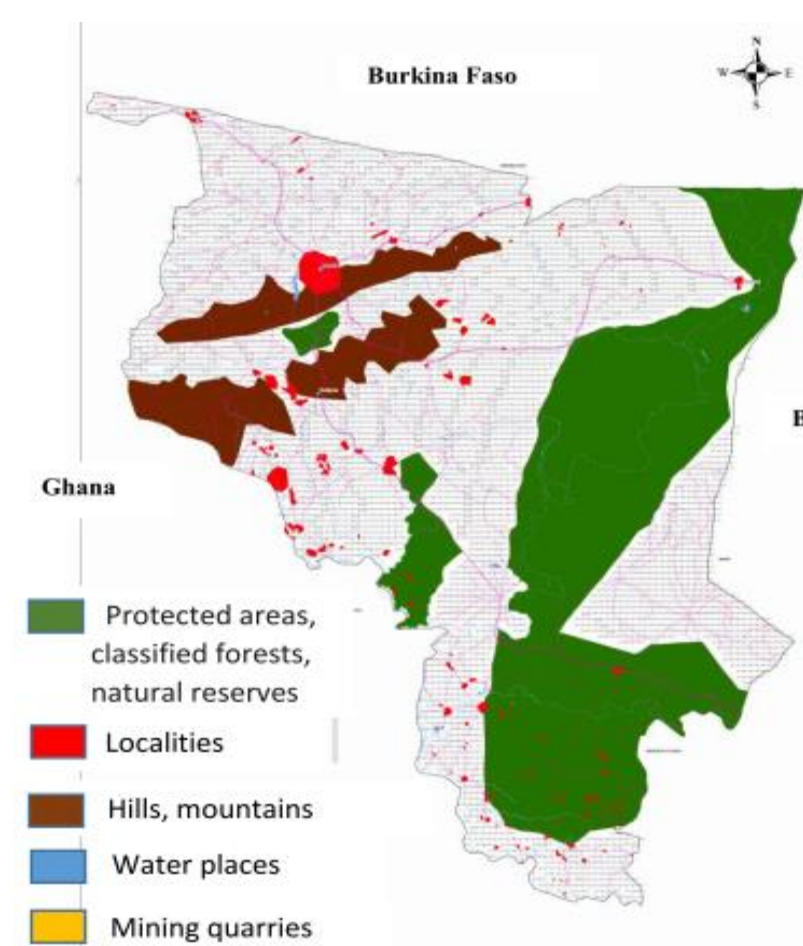 Burkina Faso
N
W E
S
B
Ghana
Protected areas,
classified forests,
natural reserves
Localities
Hills, mountains
Water places
Mining quarries